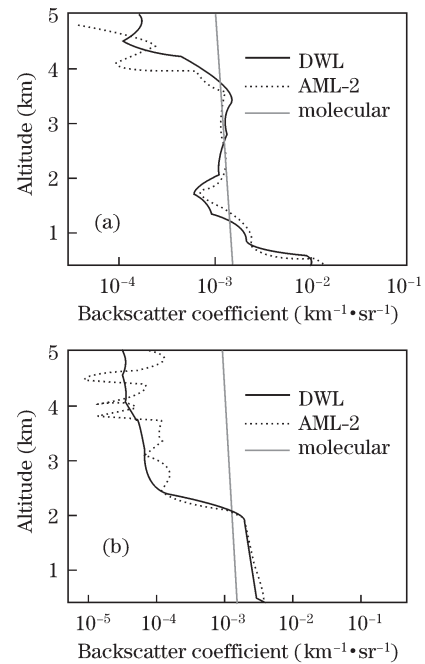 5
4
3
2
1
Altitude (km)
DWL
AML-2
molecular
(a)
10⁻⁴ 10⁻³ 10⁻² 10⁻¹
Backscatter coefficient (km⁻¹•sr⁻¹)
5
4
3
2
1
Altitude (km)
DWL
AML-2
molecular
(b)
10⁻⁵ 10⁻⁴ 10⁻³ 10⁻² 10⁻¹
Backscatter coefficient (km⁻¹•sr⁻¹)